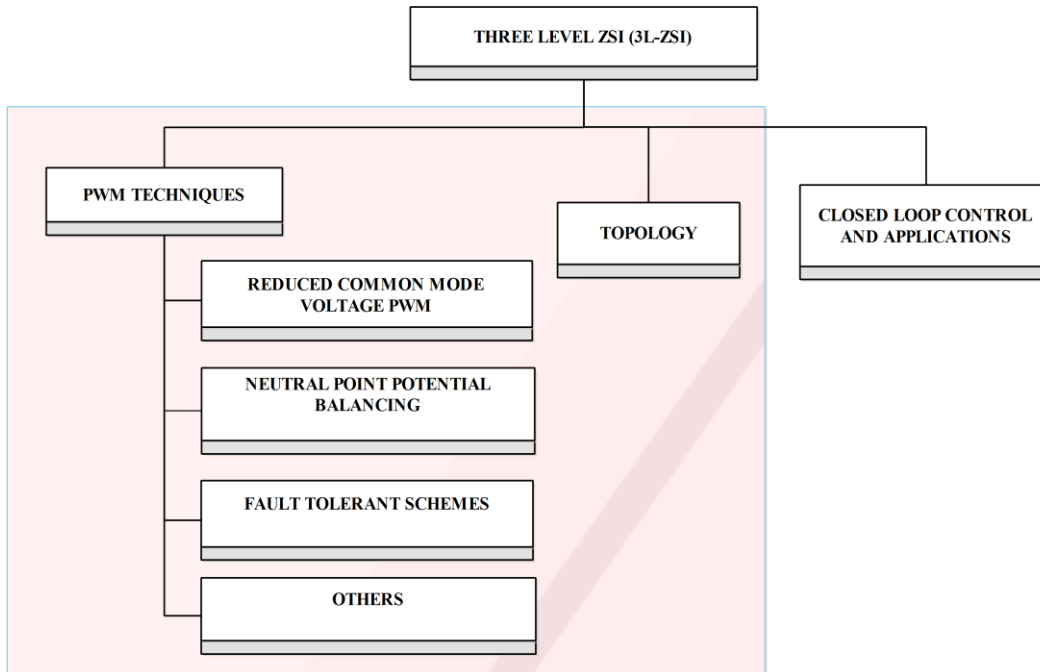 THREE LEVEL ZSI (3L-ZSI)
PWM TECHNIQUES
TOPOLOGY
CLOSED LOOP CONTROL
AND APPLICATIONS
REDUCED COMMON MODE
VOLTAGE PWM
NEUTRAL POINT POTENTIAL
BALANCING
FAULT TOLERANT SCHEMES
OTHERS